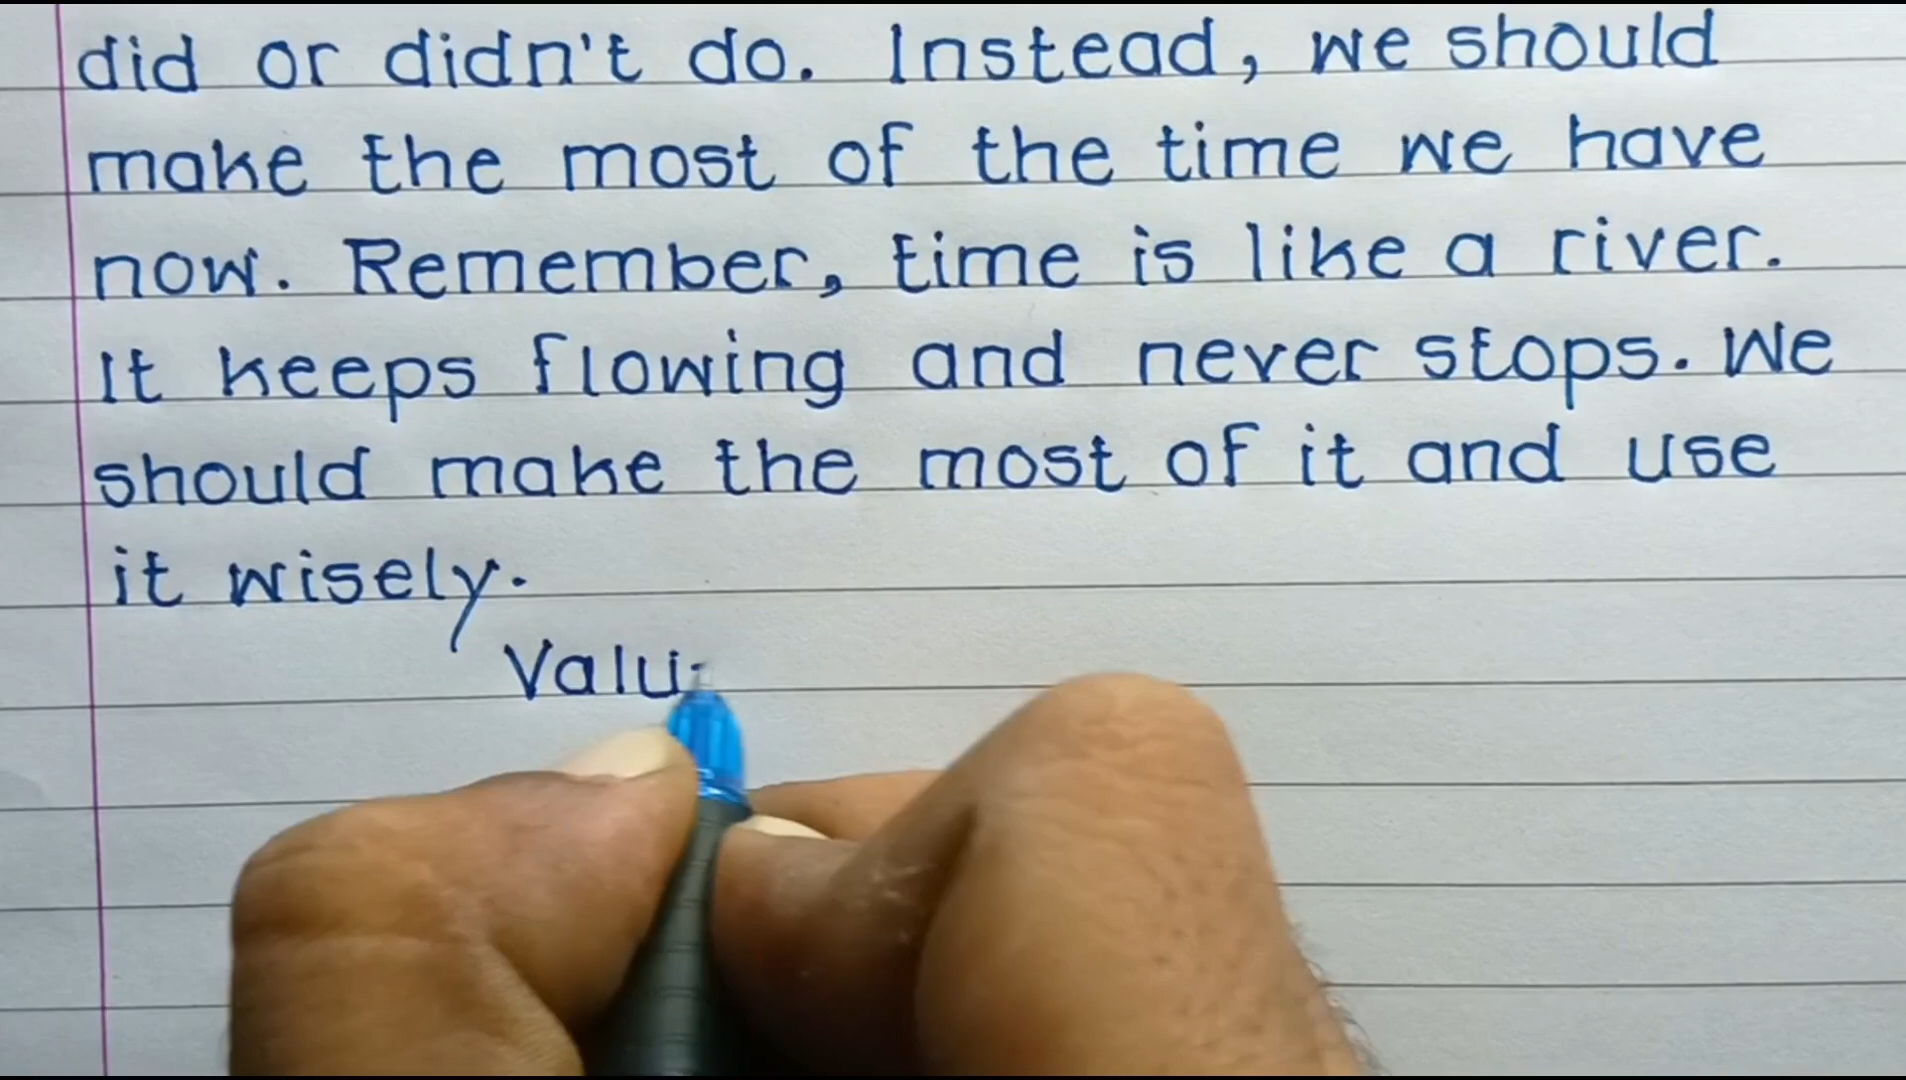 did or didn't do. Instead, we should
make the most of the time we have
now. Remember, time is like a river.
It keeps flowing and never stops. We
should make the most of it and use
it wisely.
Valu